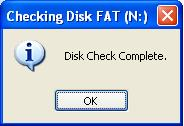 Checking Disk FAT (N:)
Disk Check Complete.
OK